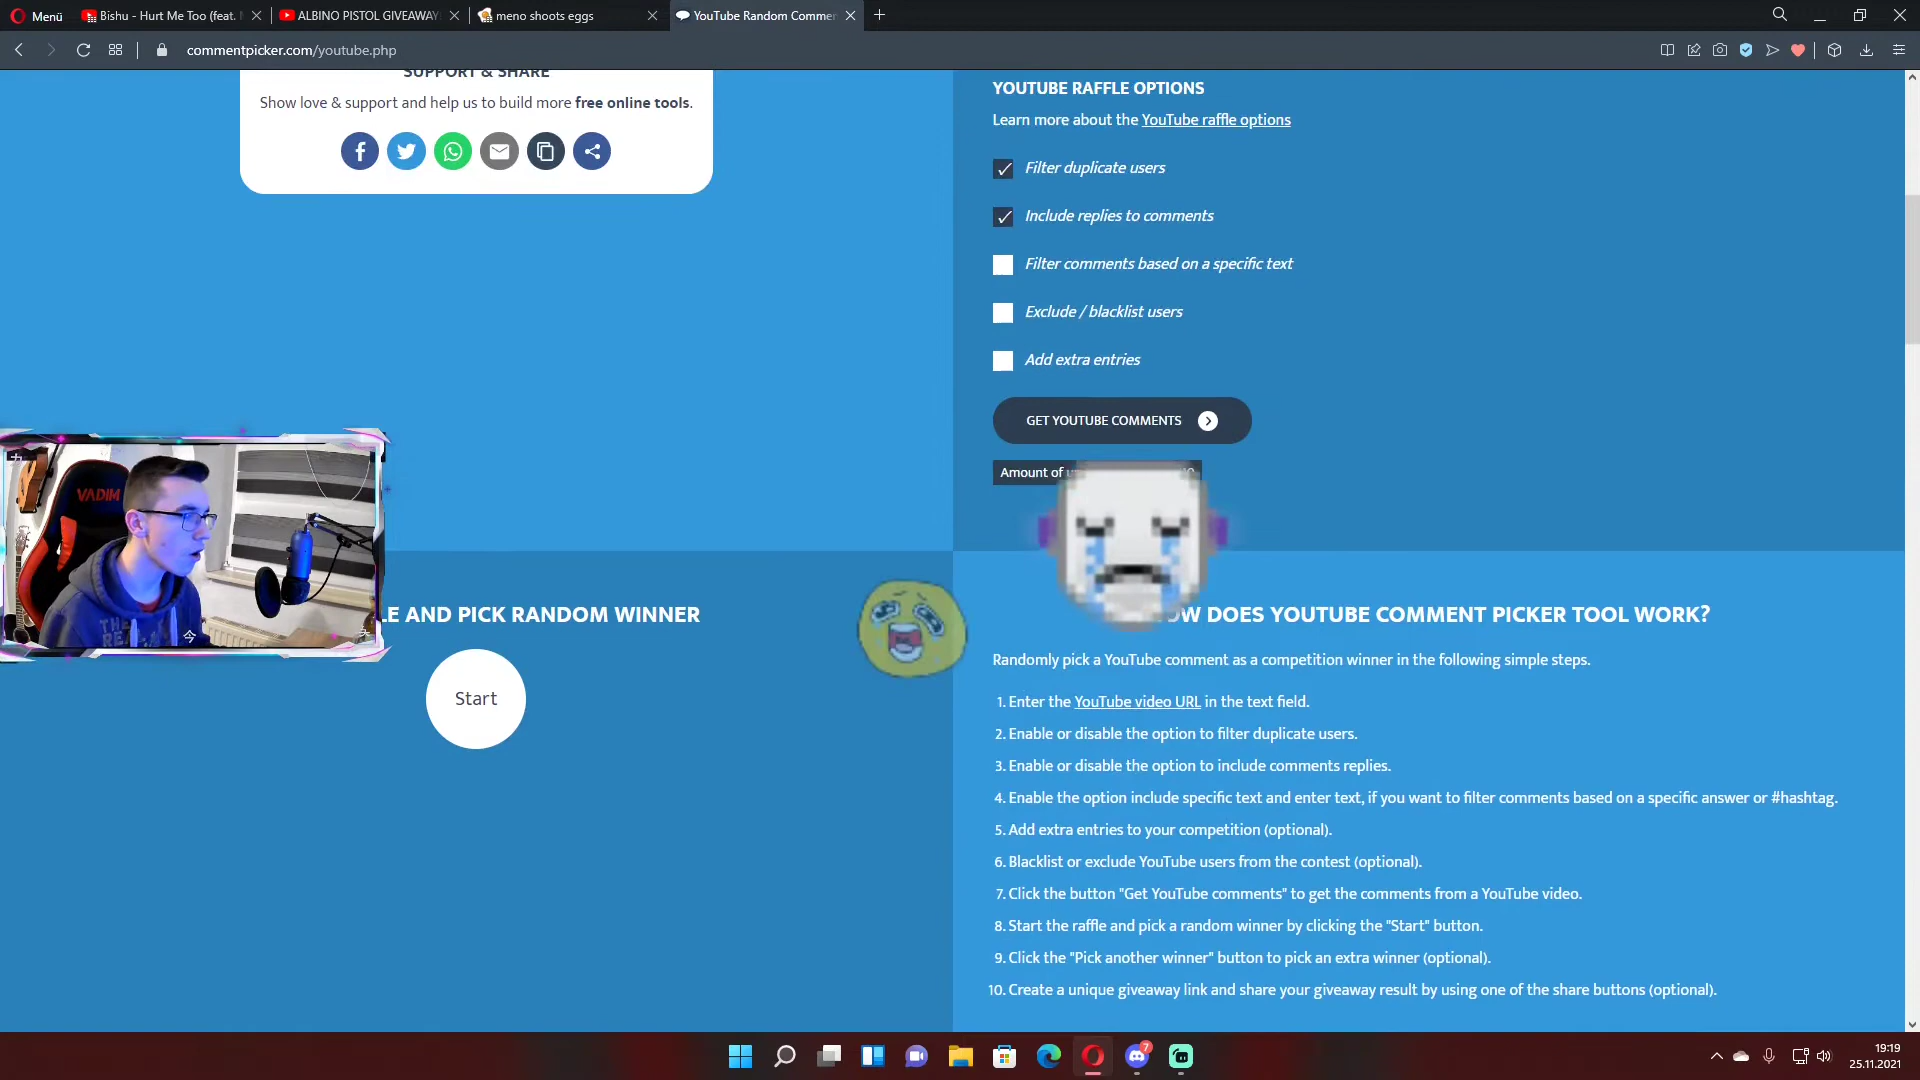 Menü
Bishu - Hurt Me Too (feat.
ALBINO PISTOL GIVEAWAY
meno shoots eggs
YouTube Random Commen
commentpicker.com/youtube.php
SUPPORT & SHARE
Show love & support and help us to build more free online tools.
YOUTUBE RAFFLE OPTIONS
Learn more about the YouTube raffle options
Filter duplicate users
Include replies to comments
Filter comments based on a specific text
Exclude / blacklist users
Add extra entries
GET YOUTUBE COMMENTS
Amount of
VADIM
THE
REAL
今
头
LE AND PICK RANDOM WINNER
Start
OW DOES YOUTUBE COMMENT PICKER TOOL WORK?
Randomly pick a YouTube comment as a competition winner in the following simple steps.
1. Enter the YouTube video URL in the text field.
2. Enable or disable the option to filter duplicate users.
3. Enable or disable the option to include comments replies.
4. Enable the option include specific text and enter text, if you want to filter comments based on a specific answer or #hashtag.
5. Add extra entries to your competition (optional).
6. Blacklist or exclude YouTube users from the contest (optional).
7. Click the button "Get YouTube comments" to get the comments from a YouTube video.
8. Start the raffle and pick a random winner by clicking the "Start" button.
9. Click the "Pick another winner" button to pick an extra winner (optional).
10. Create a unique giveaway link and share your giveaway result by using one of the share buttons (optional).
7
19:19
25.11.2021